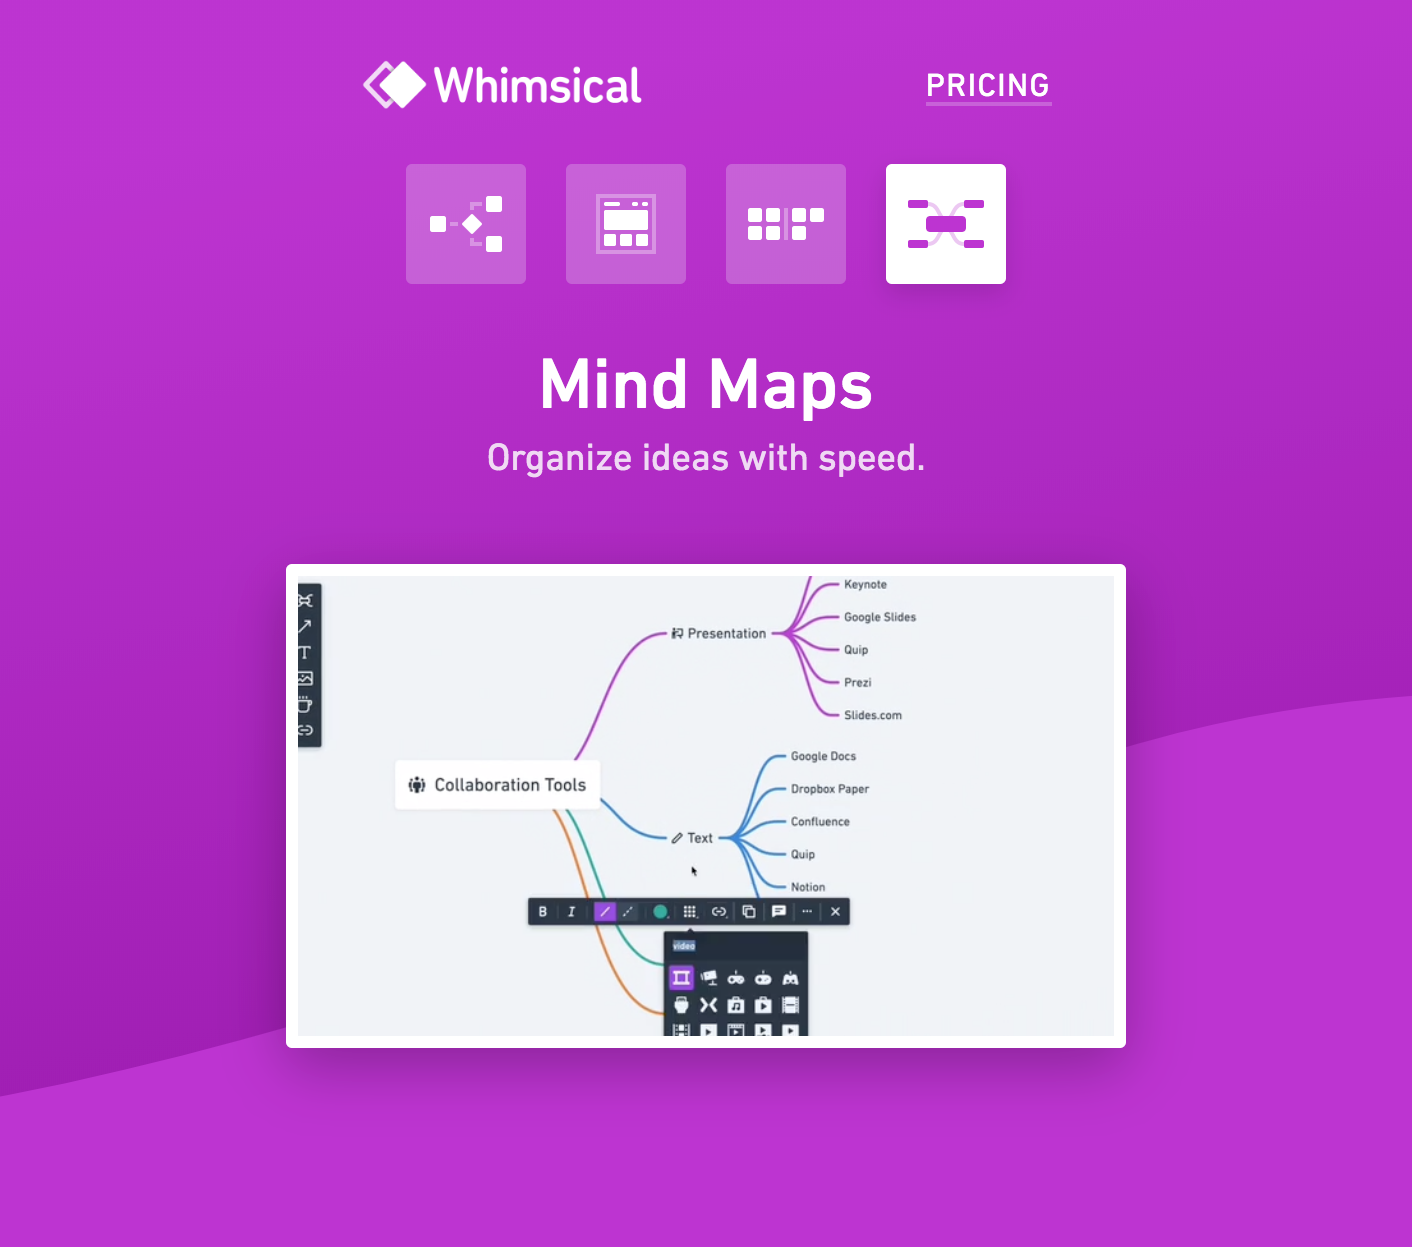 Whimsical
PRICING
Mind Maps
Organize ideas with speed.
Keynote
Presentation
Google Slides
Quip
Prezi
Slides.com
Collaboration Tools
Google Docs
Dropbox Paper
Confluence
Text
Quip
Notion
B I
video